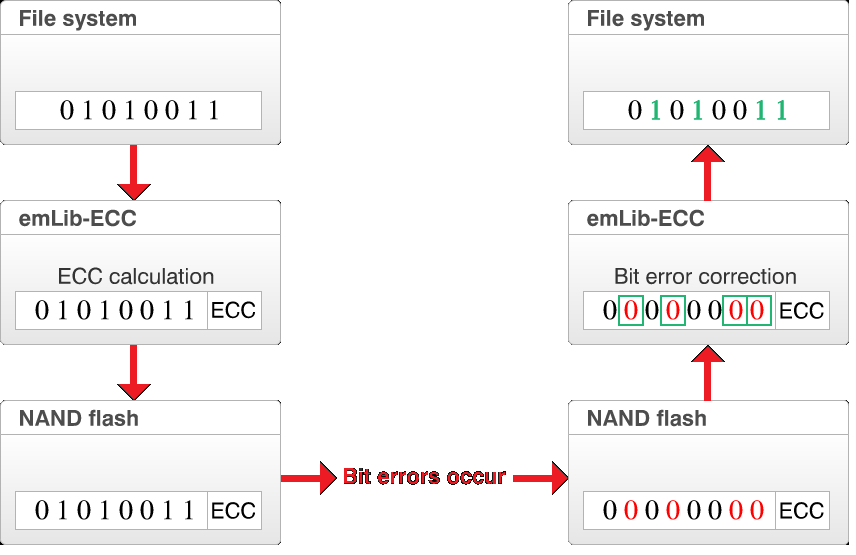 File system
0 1 0 1 0 0 1 1
emLib-ECC
ECC calculation
0 1 0 1 0 0 1 1 ECC
NAND flash
0 1 0 1 0 0 1 1 ECC
Bit errors occur
NAND flash
0 0 0 0 0 0 0 0 ECC
emLib-ECC
Bit error correction
0 0 0 0 0 0 0 0 ECC
File system
0 1 0 1 0 0 1 1